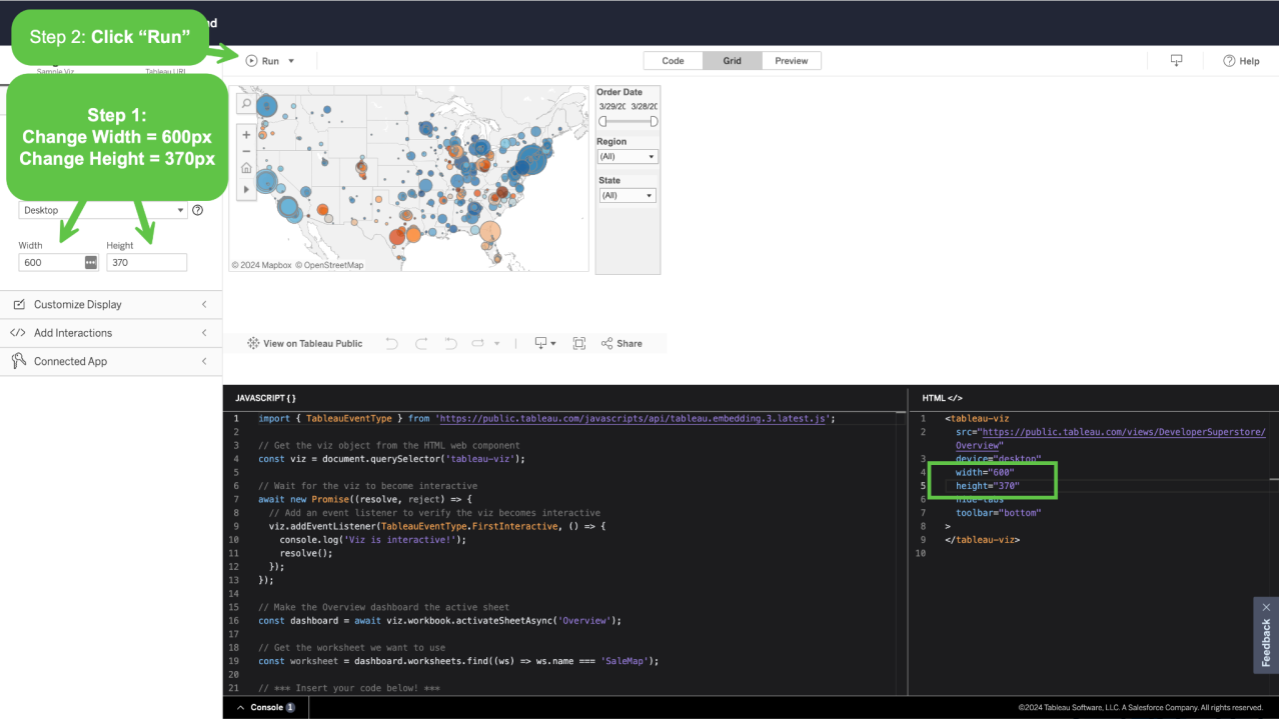 Step 2: Click “Run”
d
Sample Viz
Tableau URL
Run
Code
Grid
Preview
Help
Step 1:
Change Width = 600px
Change Height = 370px
Desktop
Width
Height
600
370
Customize Display
Add Interactions
Connected App
© 2024 Mapbox © OpenStreetMap
Order Date
3/29/20 3/28/20
Region
(All)
State
(All)
View on Tableau Public
Share
JAVASCRIPT { }
1 import { TableauEventType } from 'https://public.tableau.com/javascripts/api/tableau.embedding.3.latest.js';
2
3 // Get the viz object from the HTML web component
4 const viz = document.querySelector('tableau-viz');
5
6 // Wait for the viz to become interactive
7 await new Promise((resolve, reject) => {
8 // Add an event listener to verify the viz becomes interactive
9 viz.addEventListener(TableauEventType.FirstInteractive, () => {
10 console.log('Viz is interactive!');
11 resolve();
12 });
13 });
14
15 // Make the Overview dashboard the active sheet
16 const dashboard = await viz.workbook.activateSheetAsync('Overview');
17
18 // Get the worksheet we want to use
19 const worksheet = dashboard.worksheets.find((ws) => ws.name === 'SaleMap');
20
21 // *** Insert your code below! ***
HTML </>
1 <tableau-viz
2 src="https://public.tableau.com/views/DeveloperSuperstore/
Overview"
3 device="desktop"
4 width="600"
5 height="370"
6 hide-tabs
7 toolbar="bottom"
8 >
9 </tableau-viz>
10
Feedback
Console 1
©2024 Tableau Software, LLC. A Salesforce Company. All rights reserved.